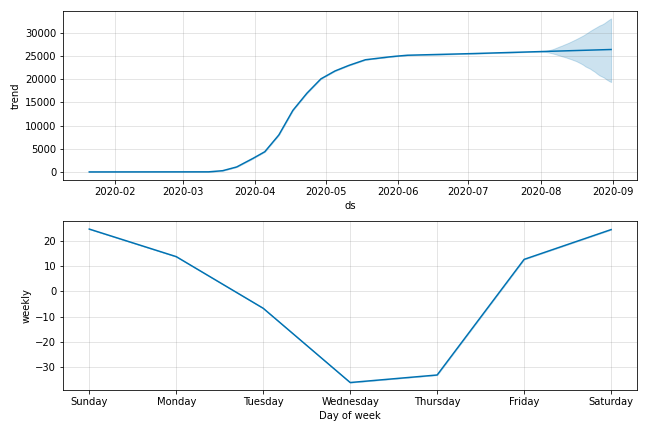 30000
25000
20000
15000
10000
5000
0
trend
2020-02 2020-03 2020-04 2020-05 2020-06 2020-07 2020-08 2020-09
ds
20
10
0
−10
−20
−30
weekly
Sunday Monday Tuesday Wednesday Thursday Friday Saturday
Day of week